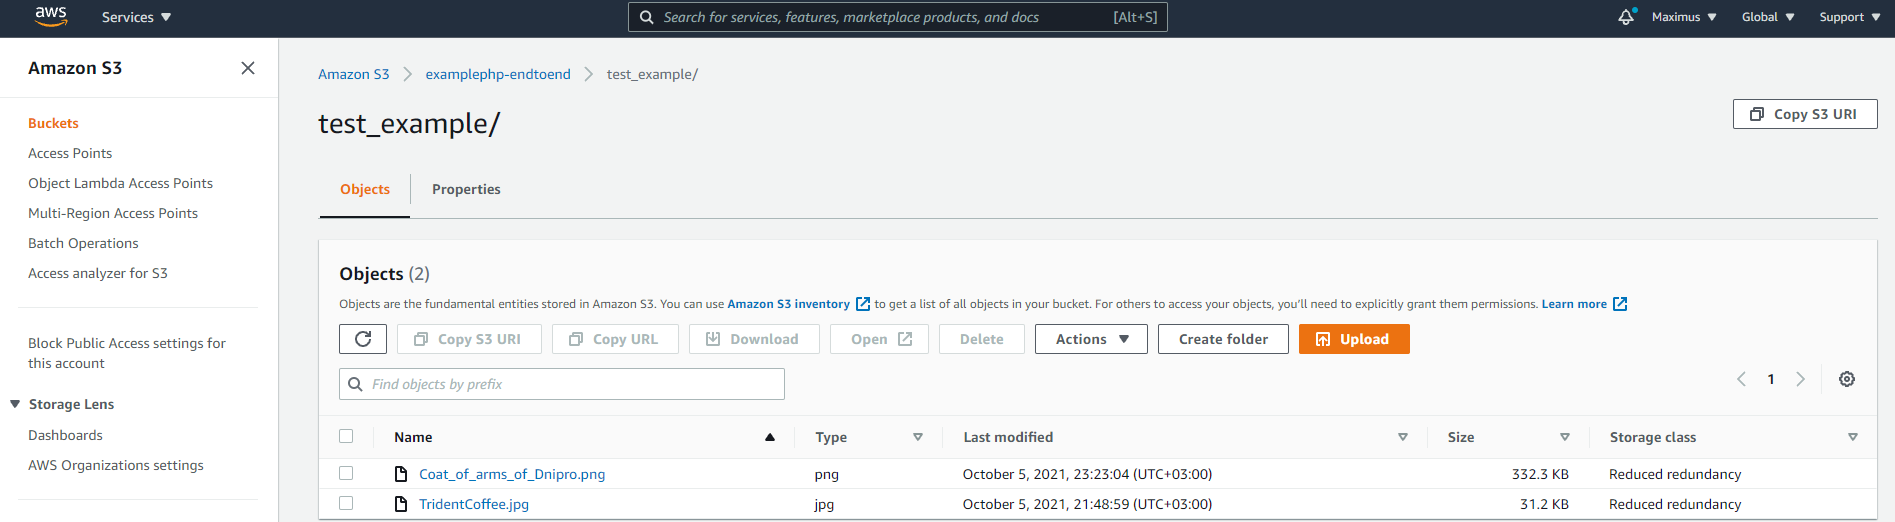 aws Services Search for services, features, marketplace products, and docs [Alt+S] Maximus Global Support
Amazon S3
Amazon S3 examplephp-endtoend test_example/
test_example/
Copy S3 URI
Buckets
Access Points
Object Lambda Access Points
Multi-Region Access Points
Batch Operations
Access analyzer for S3
Block Public Access settings for
this account
Storage Lens
Dashboards
AWS Organizations settings
Objects Properties
Objects (2)
Objects are the fundamental entities stored in Amazon S3. You can use Amazon S3 inventory to get a list of all objects in your bucket. For others to access your objects, you'll need to explicitly grant them permissions. Learn more
Copy S3 URI Copy URL Download Open Delete Actions Create folder Upload
Find objects by prefix
1
Name Type Last modified Size Storage class
Coat_of_arms_of_Dnipro.png png October 5, 2021, 23:23:04 (UTC+03:00) 332.3 KB Reduced redundancy
TridentCoffee.jpg jpg October 5, 2021, 21:48:59 (UTC+03:00) 31.2 KB Reduced redundancy